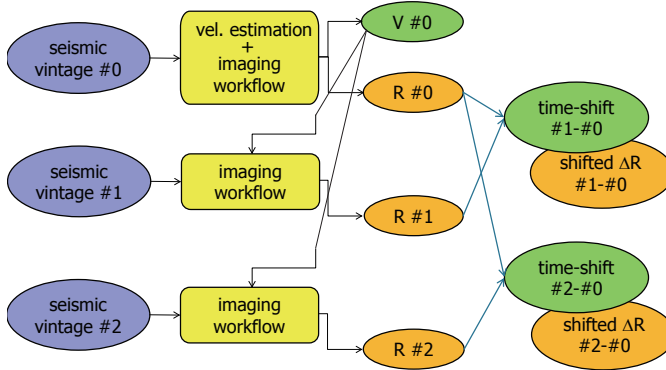 seismic
vintage #0
vel. estimation
+
imaging
workflow
V #0
R #0
time-shift
#1-#0
shifted ΔR
#1-#0
seismic
vintage #1
imaging
workflow
R #1
time-shift
#2-#0
shifted ΔR
#2-#0
seismic
vintage #2
imaging
workflow
R #2